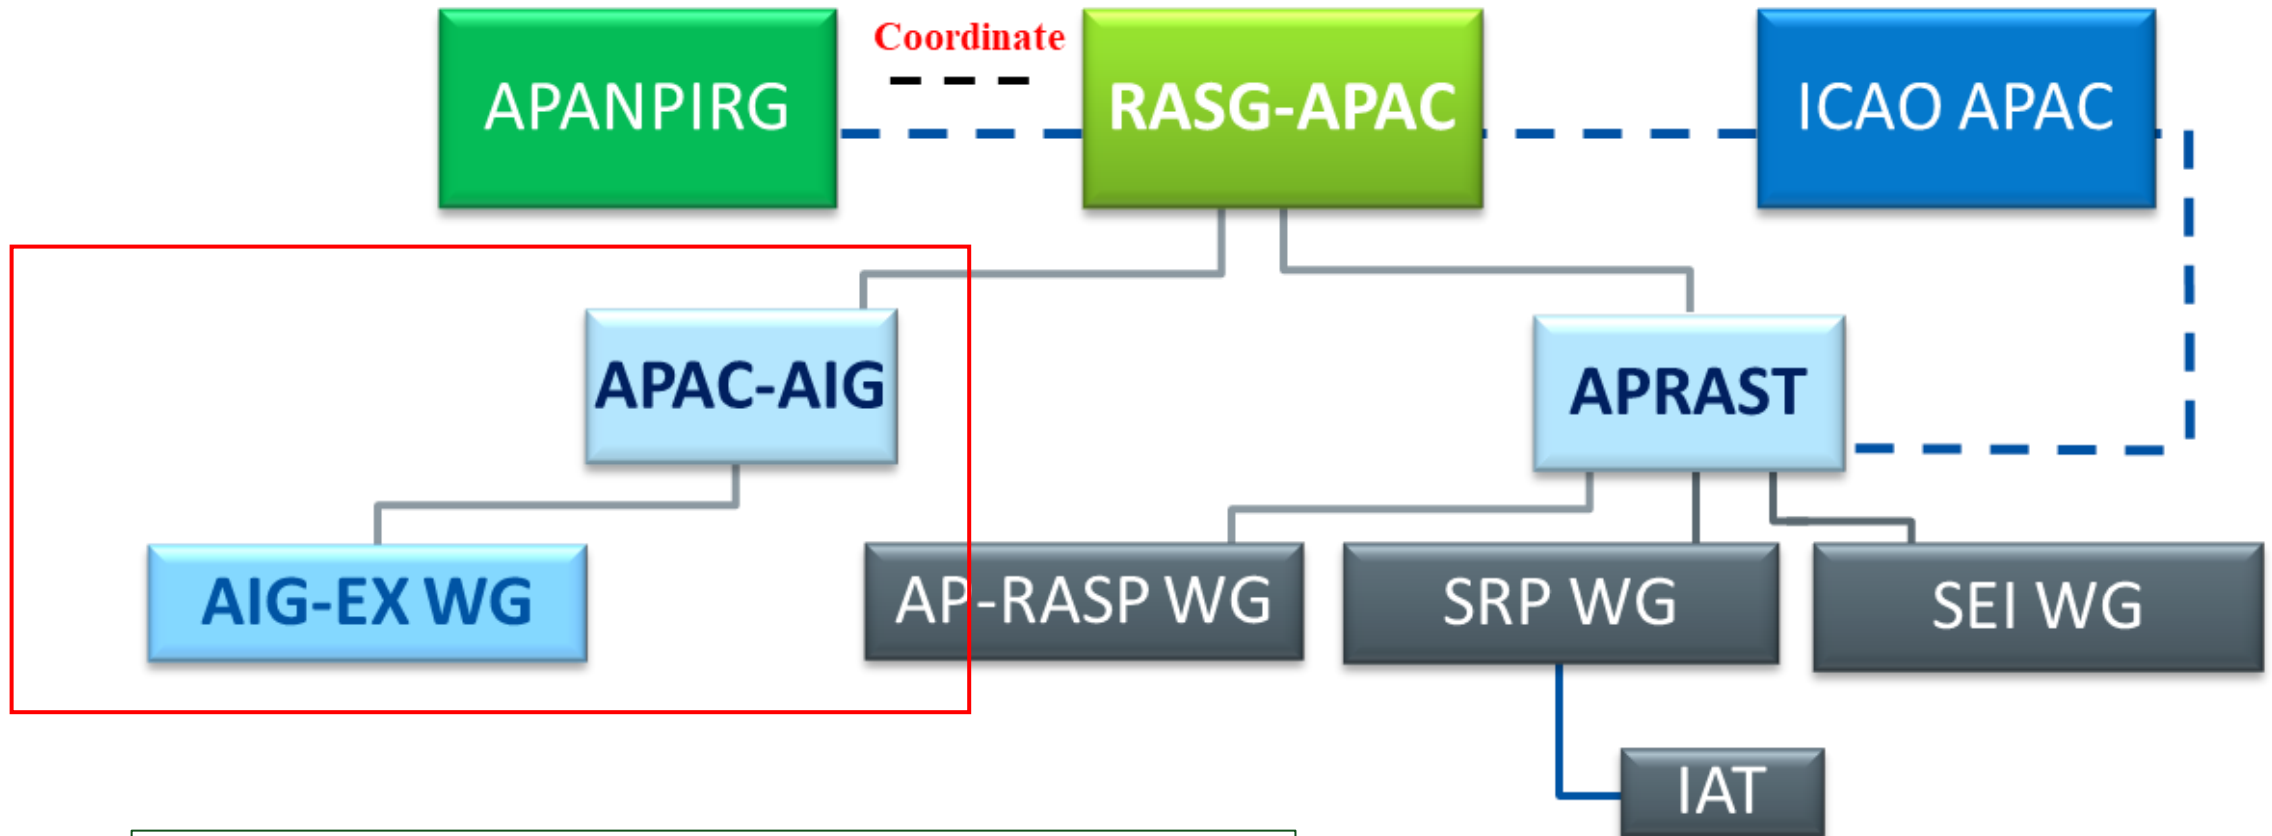 APANPIRG
Coordinate
RASG-APAC
ICAO APAC
APAC-AIG
APRAST
AIG-EX WG
AP-RASP WG
SRP WG
SEI WG
IAT